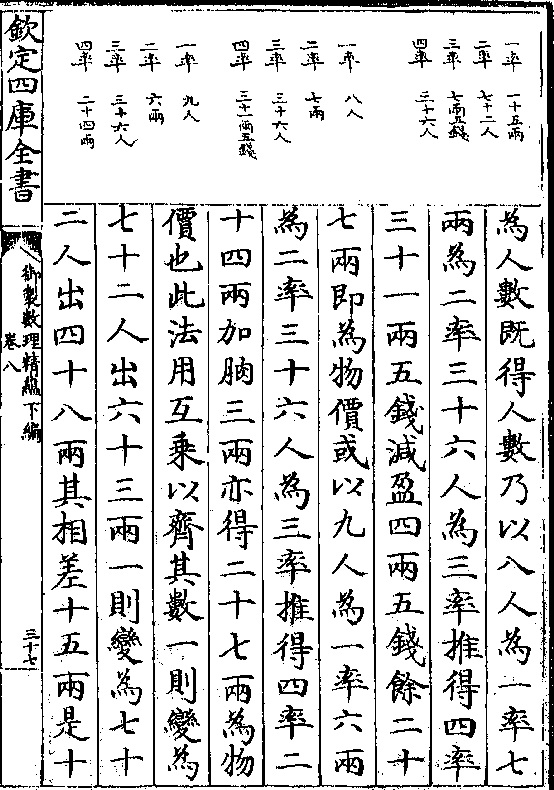 一率 一十五兩
二率 七十二人
三率 七兩五錢
四率 三十六人
一率 八人
二率 七兩
三率 三十六人
四率 三十一兩五錢
一率 九人
二率 六兩
三率 三十六人
四率 二十四兩
為人數既得人數乃以八人為一率七
兩為二率三十六人為三率推得四率
三十一兩五錢減盈四兩五錢餘二十
七兩即為物價或以九人為一率六兩
為二率三十六人為三率推得四率二
十四兩加朒三兩亦得二十七兩為物
價也此法用互乘以齊其數一則變為
七十二人出六十三兩一則變為七十
二人出四十八兩其相差十五兩是十
欽定四庫全書
御製數理精蘊下編
卷八
三十七